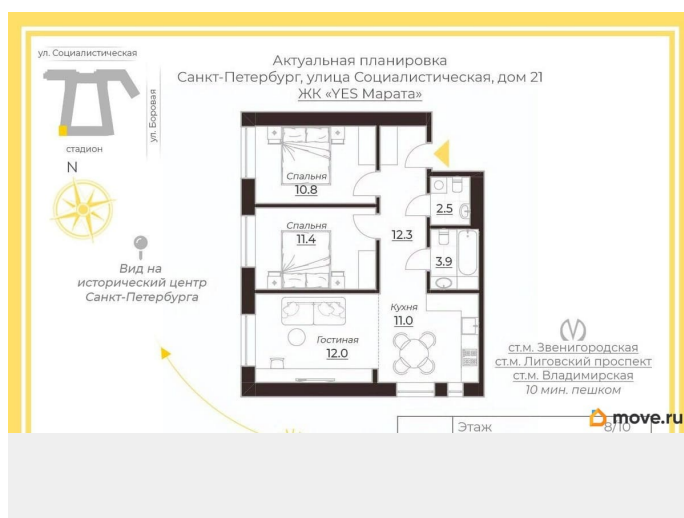 ул. Социалистическая
ул. Боровая
стадион
N
Вид на
исторический центр
Санкт-Петербурга
Актуальная планировка
Санкт-Петербург, улица Социалистическая, дом 21
ЖК «YES Марата»
Спальня
10.8
2.5
Спальня
11.4
12.3
3.9
Кухня
11.0
Гостиная
12.0
ст.м. Звенигородская
ст.м. Лиговский проспект
ст.м. Владимирская
10 мин. пешком
Этаж
8/10
move.ru